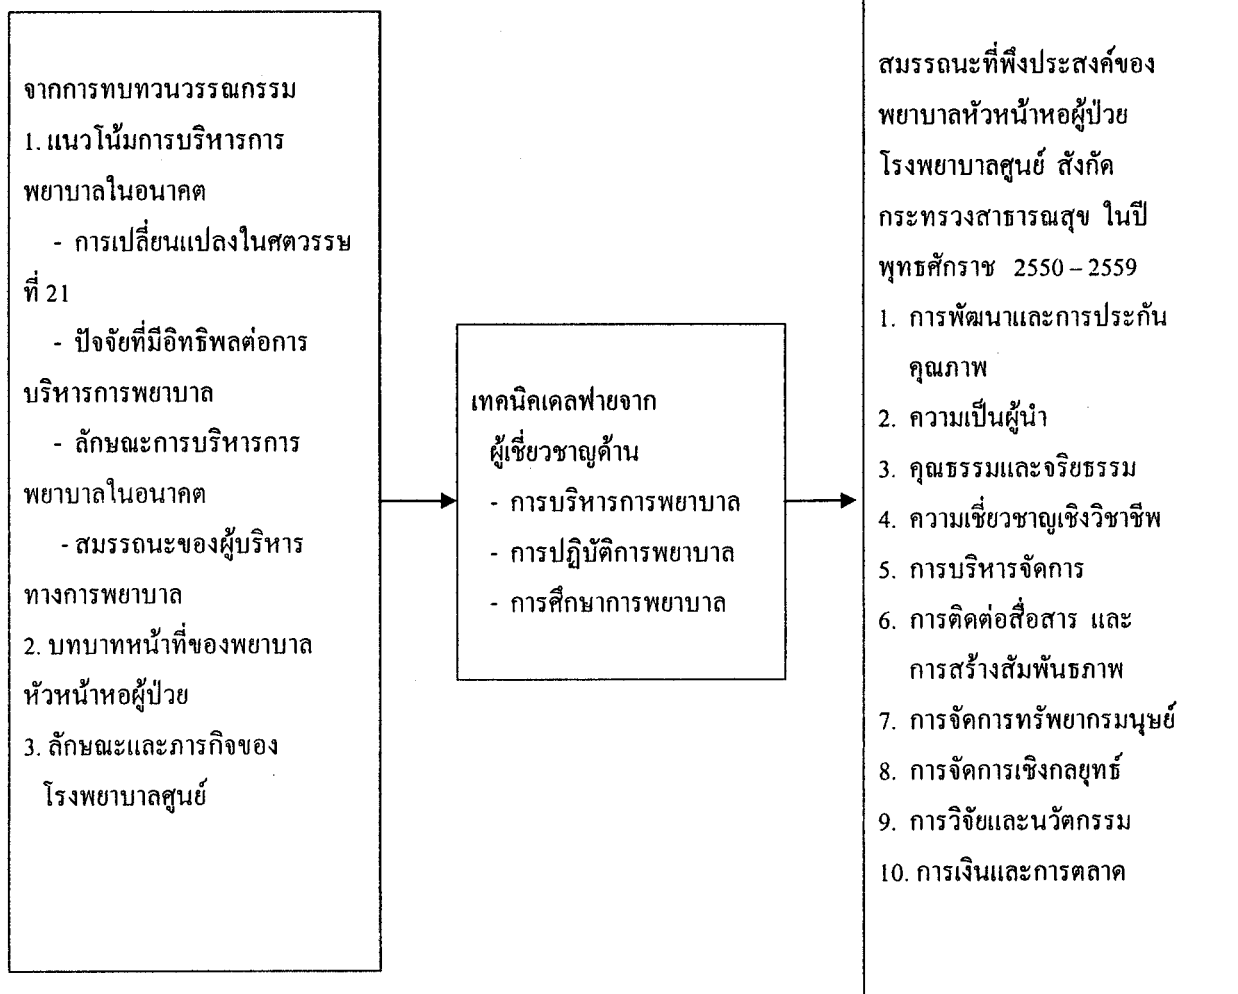 จากการทบทวนวรรณกรรม
1. แนวโน้มการบริหารการ
พยาบาลในอนาคต
- การเปลี่ยนแปลงในศตวรรษ
ที่ 21
- ปัจจัยที่มีอิทธิพลต่อการ
บริหารการพยาบาล
- ลักษณะการบริหารการ
พยาบาลในอนาคต
- สมรรถนะของผู้บริหาร
ทางการพยาบาล
2. บทบาทหน้าที่ของพยาบาล
หัวหน้าหอผู้ป่วย
3. ลักษณะและภารกิจของ
โรงพยาบาลศูนย์
เทคนิคเดลฟายจาก
ผู้เชี่ยวชาญด้าน
- การบริหารการพยาบาล
- การปฏิบัติการพยาบาล
- การศึกษาการพยาบาล
สมรรถนะที่พึงประสงค์ของ
พยาบาลหัวหน้าหอผู้ป่วย
โรงพยาบาลศูนย์ สังกัด
กระทรวงสาธารณสุข ในปี
พุทธศักราช 2550 – 2559
1. การพัฒนาและการประกัน
คุณภาพ
2. ความเป็นผู้นำ
3. คุณธรรมและจริยธรรม
4. ความเชี่ยวชาญเชิงวิชาชีพ
5. การบริหารจัดการ
6. การติดต่อสื่อสาร และ
การสร้างสัมพันธภาพ
7. การจัดการทรัพยากรมนุษย์
8. การจัดการเชิงกลยุทธ์
9. การวิจัยและนวัตกรรม
10. การเงินและการตลาด